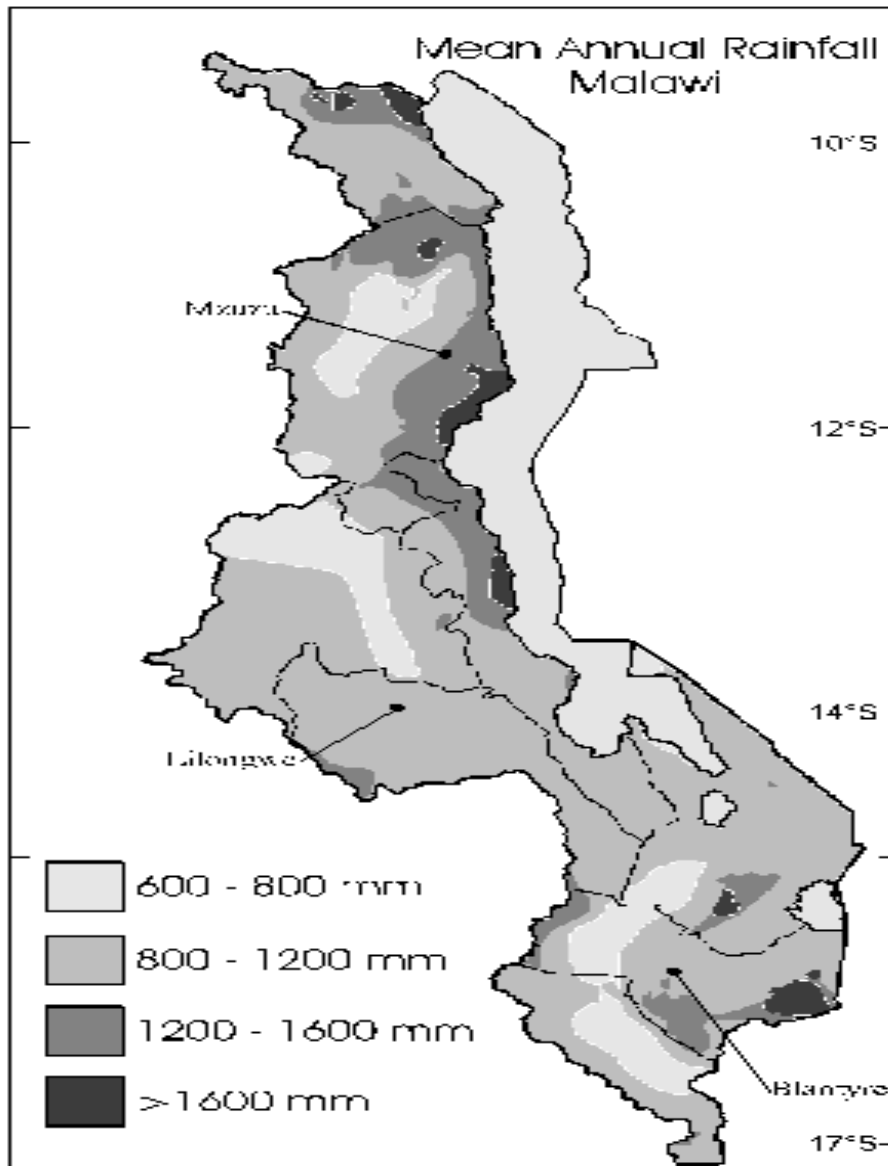 Mean Annual Rainfall
Malawi
10°S
Mzuzu
12°S
14°S
Lilongwe
600 - 800 mm
800 - 1200 mm
1200 - 1600 mm
>1600 mm
Blantyre
17°S